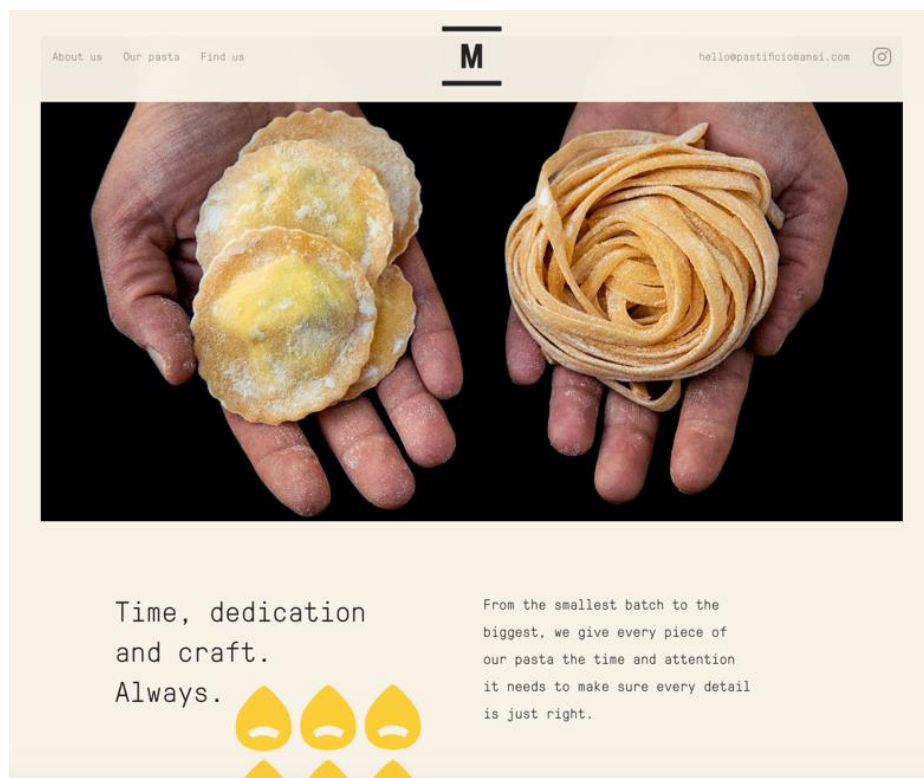 About us Our pasta Find us
M
hello@pastificiomansi.com
Time, dedication
and craft.
Always.
From the smallest batch to the
biggest, we give every piece of
our pasta the time and attention
it needs to make sure every detail
is just right.